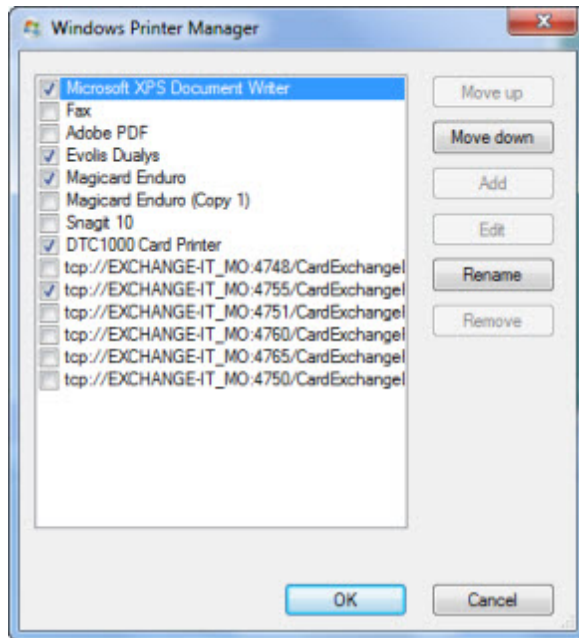 Windows Printer Manager
Microsoft XPS Document Writer
Fax
Adobe PDF
Evolis Dualys
Magicard Enduro
Magicard Enduro (Copy 1)
Snagit 10
DTC1000 Card Printer
tcp://EXCHANGE-IT_MO:4748/CardExchangeI
tcp://EXCHANGE-IT_MO:4755/CardExchangeI
tcp://EXCHANGE-IT_MO:4751/CardExchangeI
tcp://EXCHANGE-IT_MO:4760/CardExchangeI
tcp://EXCHANGE-IT_MO:4765/CardExchangeI
tcp://EXCHANGE-IT_MO:4750/CardExchangeI
Move up
Move down
Add
Edit
Rename
Remove
OK
Cancel